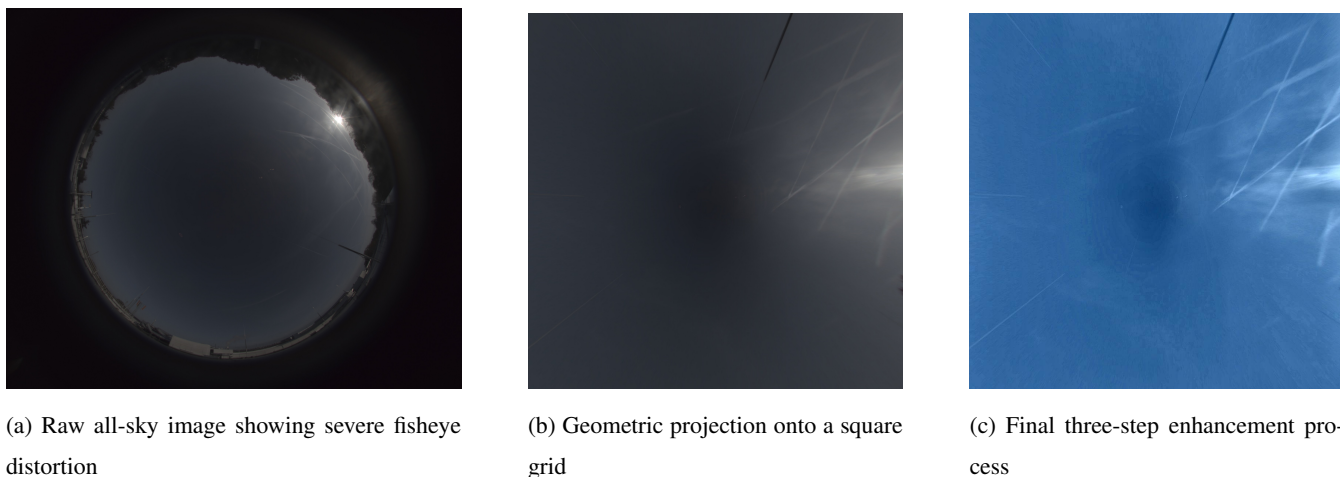 (a) Raw all-sky image showing severe fisheye
distortion
(b) Geometric projection onto a square
grid
(c) Final three-step enhancement pro-
cess